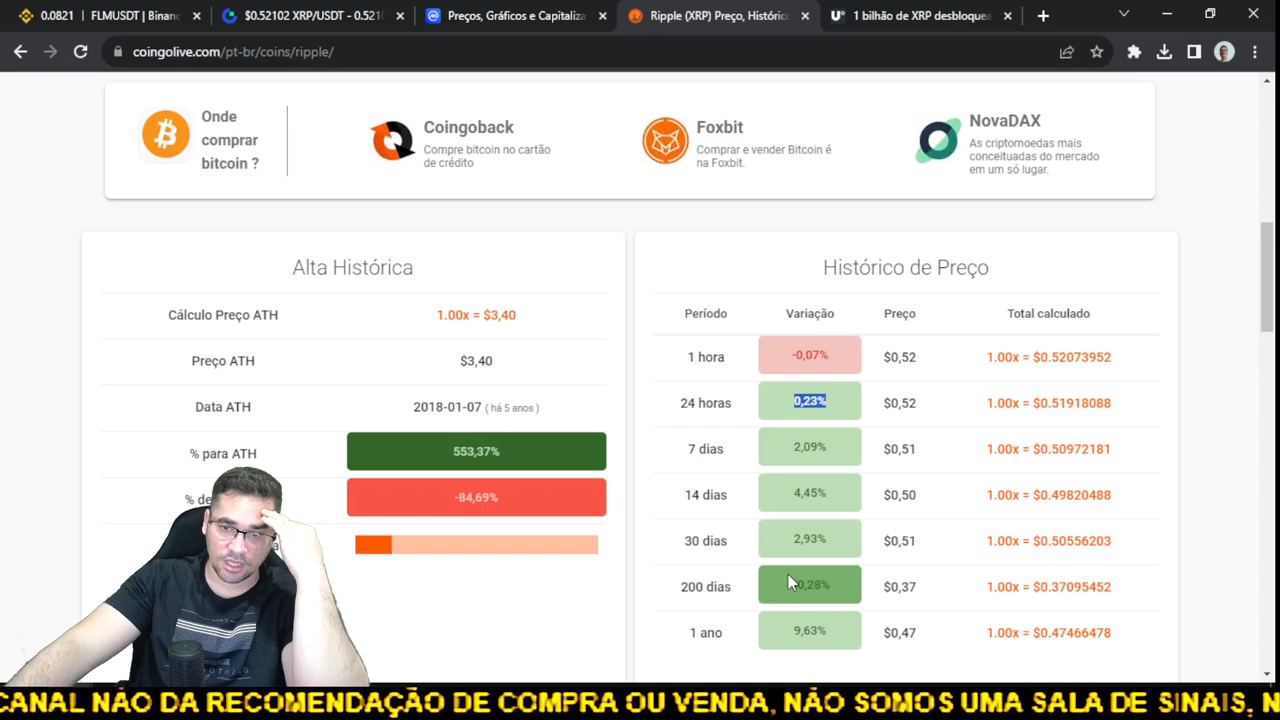 0.0821 | FLMUSDT | Binanc
$0.52102 XRP/USDT - 0.5210
Preços, Gráficos e Capitaliza
Ripple (XRP) Preço, Históric
1 bilhão de XRP desbloquea
coingolive.com/pt-br/coins/ripple/
Onde
comprar
bitcoin ?
Coingoback
Compre bitcoin no cartão
de crédito
Foxbit
Comprar e vender Bitcoin é
na Foxbit.
NovaDAX
As criptomoedas mais
conceituadas do mercado
em um só lugar.
Alta Histórica
Cálculo Preço ATH 1.00x = $3,40
Preço ATH $3,40
Data ATH 2018-01-07 ( há 5 anos )
% para ATH 553,37%
% de -84,69%
Histórico de Preço
Período Variação Preço Total calculado
1 hora -0,07% $0,52 1.00x = $0.52073952
24 horas 0,23% $0,52 1.00x = $0.51918088
7 dias 2,09% $0,51 1.00x = $0.50972181
14 dias 4,45% $0,50 1.00x = $0.49820488
30 dias 2,93% $0,51 1.00x = $0.50556203
200 dias 0,28% $0,37 1.00x = $0.37095452
1 ano 9,63% $0,47 1.00x = $0.47466478
CANAL NÃO DA RECOMENDAÇÃO DE COMPRA OU VENDA, NÃO SOMOS UMA SALA DE SINAIS, N